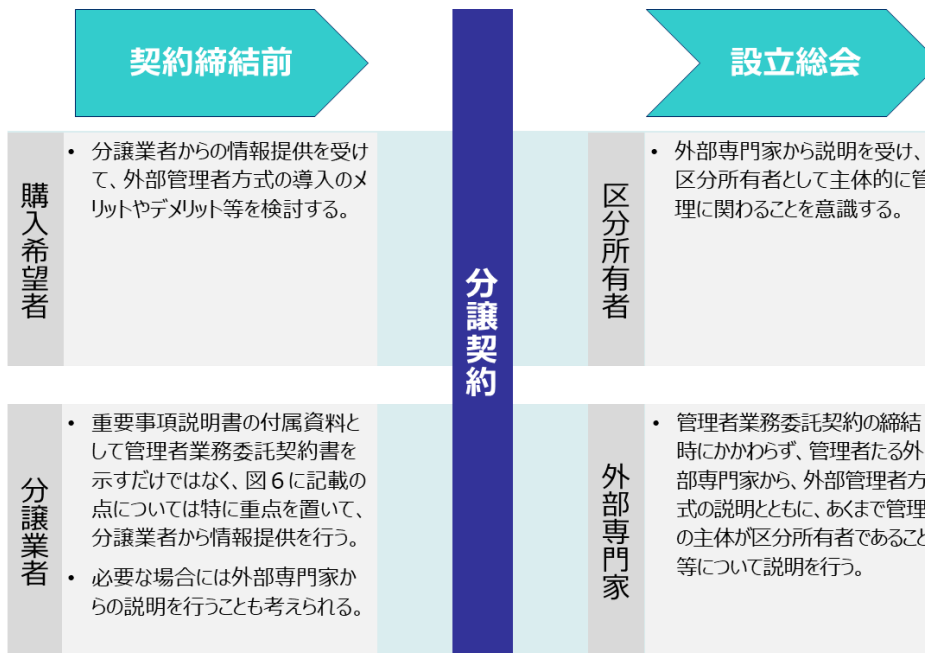 契約締結前
設立総会
分譲契約
購入希望者
• 分譲業者からの情報提供を受け
て、外部管理者方式の導入のメ
リットやデメリット等を検討する。
区分所有者
• 外部専門家から説明を受け、
区分所有者として主体的に管
理に関わることを意識する。
分譲業者
• 重要事項説明書の付属資料と
して管理者業務委託契約書を
示すだけではなく、図6に記載の
点については特に重点を置いて、
分譲業者から情報提供を行う。
• 必要な場合には外部専門家か
らの説明を行うことも考えられる。
外部専門家
• 管理者業務委託契約の締結
時にかかわらず、管理者たる外
部専門家から、外部管理者方
式の説明とともに、あくまで管理
の主体が区分所有者であること
等について説明を行う。